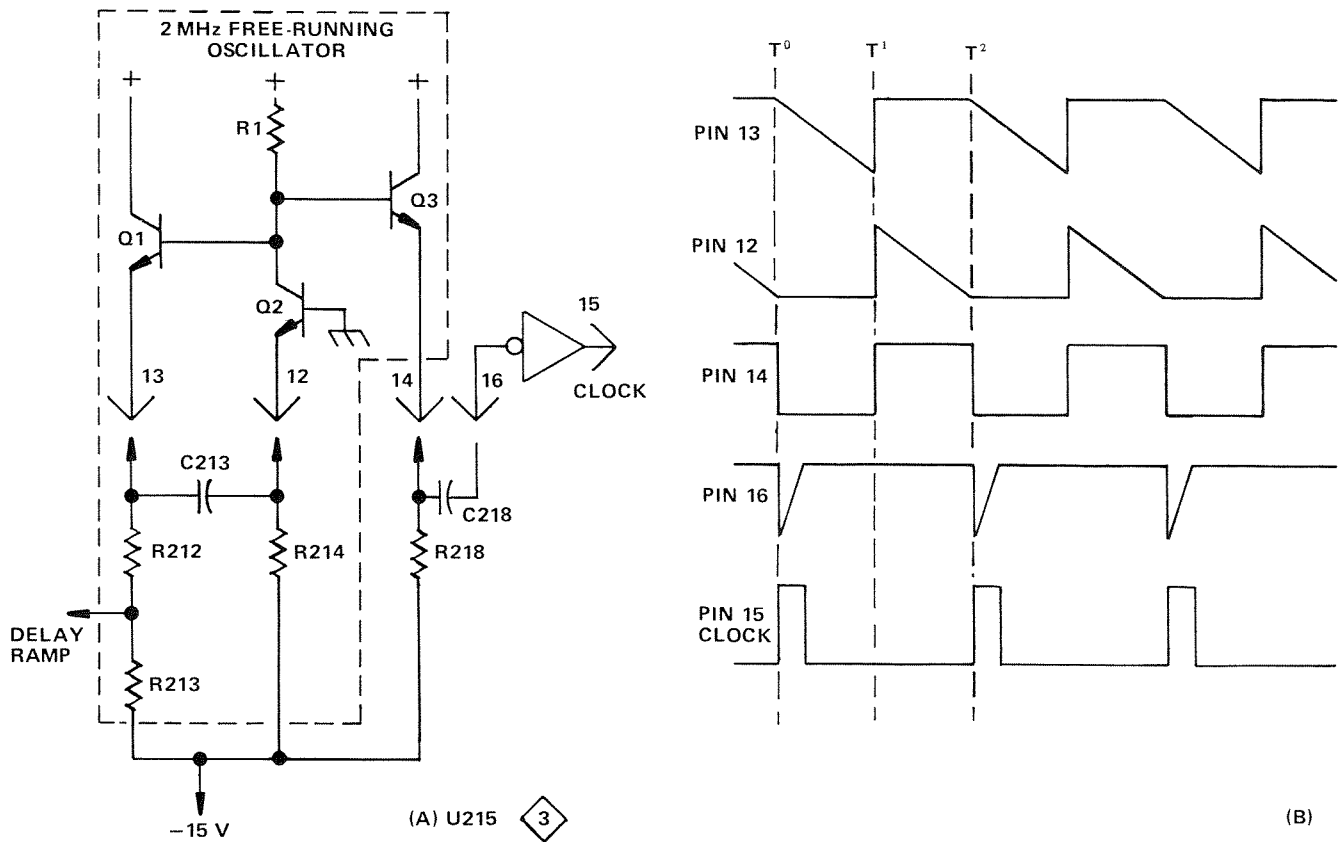 2 MHz FREE-RUNNING
OSCILLATOR
+ + +
R1
Q1
Q3
Q2
13
12
14
16
15
CLOCK
C213
C218
R212
R214
R218
DELAY
RAMP
R213
−15 V
(A) U215
3
T⁰ T¹ T²
PIN 13
PIN 12
PIN 14
PIN 16
PIN 15
CLOCK
(B)